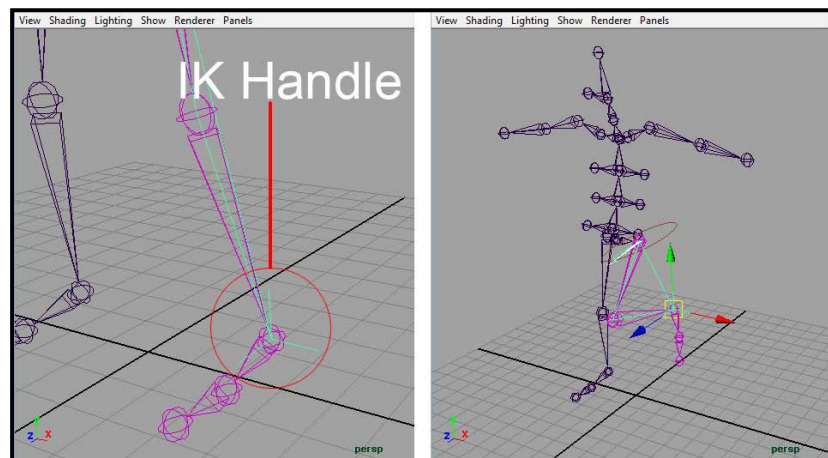 View Shading Lighting Show Renderer Panels
IK Handle
Y
Z X
persp
View Shading Lighting Show Renderer Panels
Y
Z X
persp